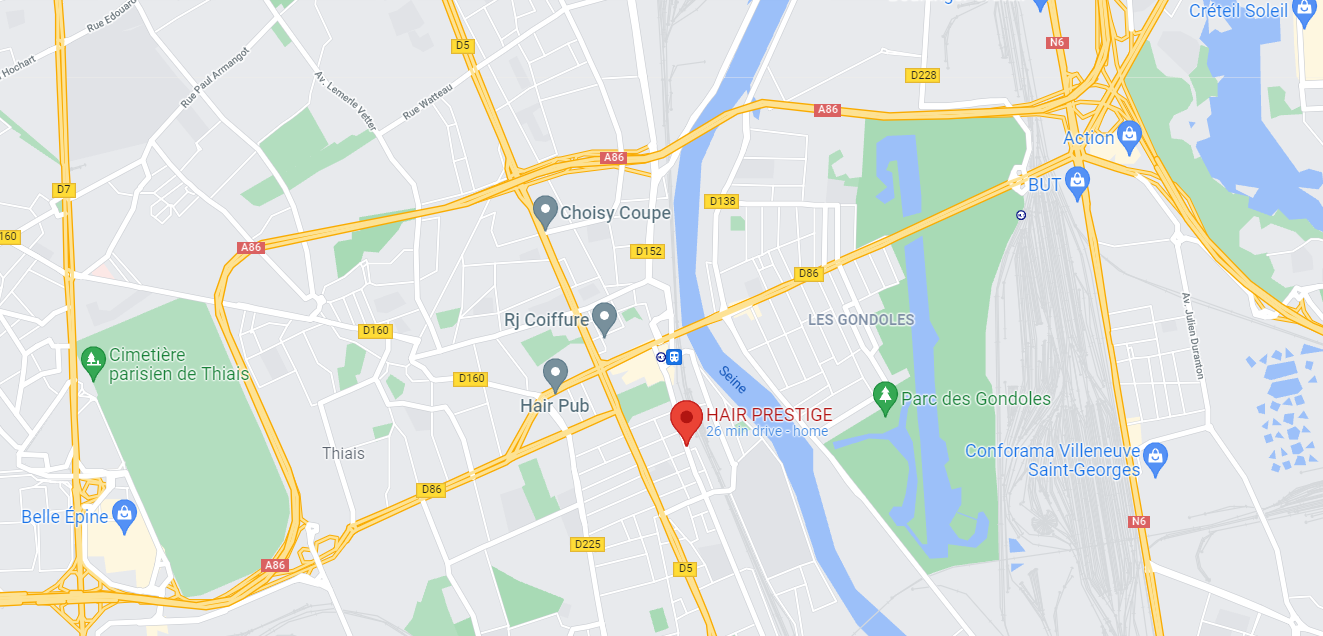 Rue Edouard
Créteil Soleil
D5
N6
Hochart
Rue Paul Armangot
Av. Lemerle Vetter
Rue Watteau
D228
A86
Action
A86
D7
BUT
D138
Choisy Coupe
160
A86
D152
D86
Av. Julien Duranton
Rj Coiffure
LES GONDOLES
D160
Cimetière
parisien de Thiais
D160
Seine
Hair Pub
Parc des Gondoles
HAIR PRESTIGE
26 min drive - home
Thiais
Conforama Villeneuve
Saint-Georges
D86
Belle Épine
N6
D225
A86
D5